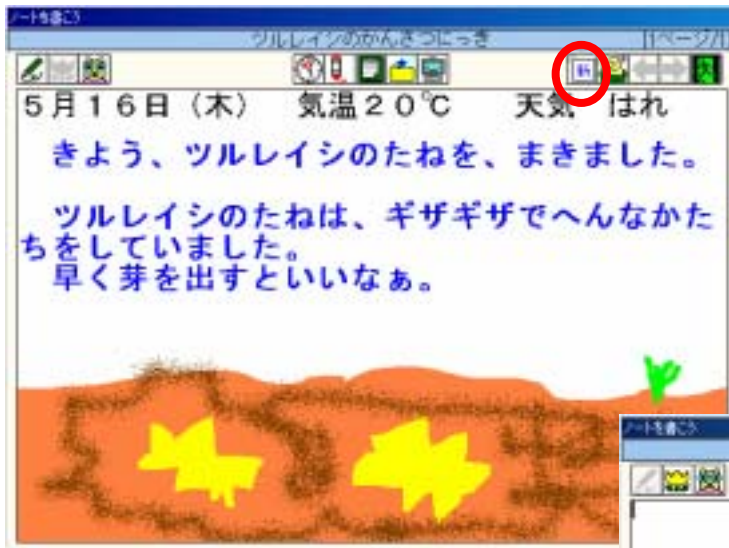 ノートを書こう
ツルレイシのかんさつにっき
[1ページ/1
新
5月16日（木）　気温20℃　天気　はれ
きよう、ツルレイシのたねを、まきました。
ツルレイシのたねは、ギザギザでへんなかた
ちをしていました。
早く芽を出すといいなぁ。
ノートを書こう